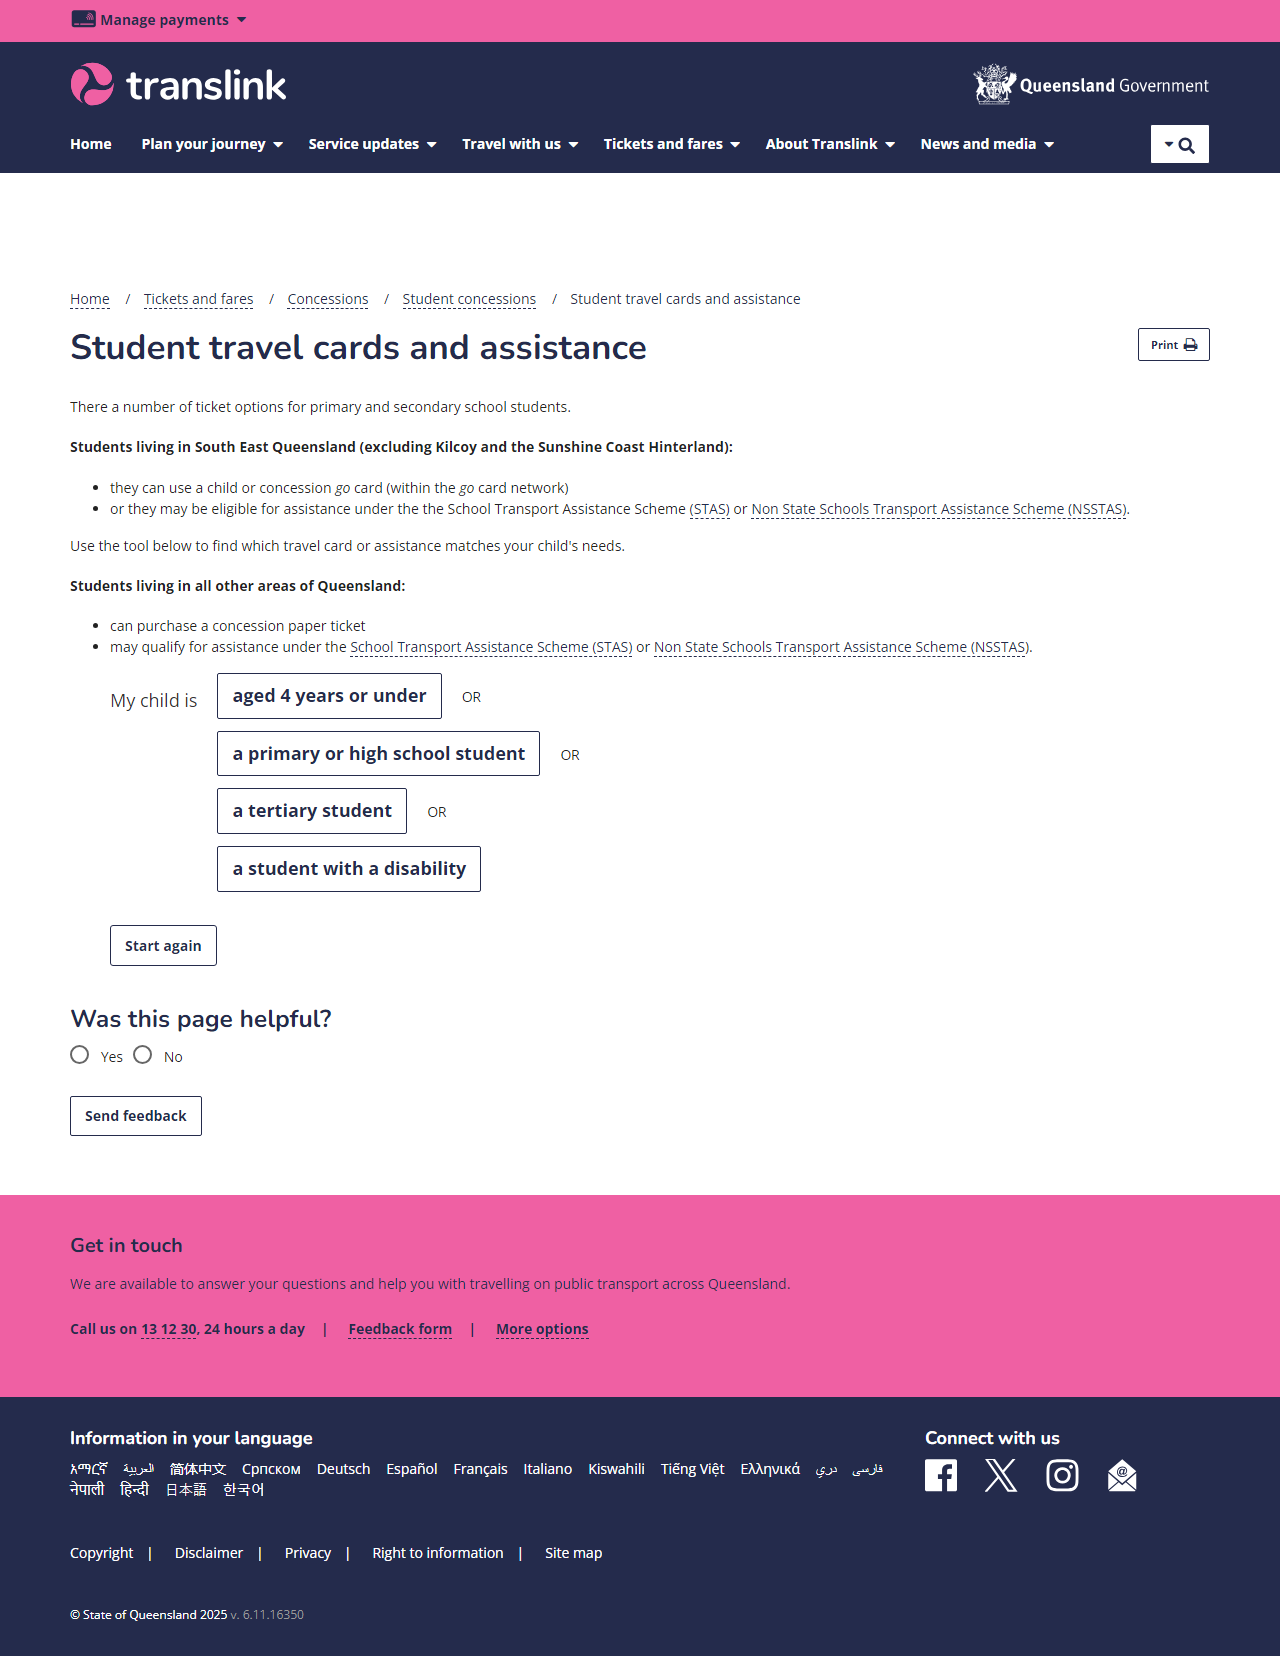 Manage payments
translink
Queensland Government
Home Plan your journey Service updates Travel with us Tickets and fares About Translink News and media
Home / Tickets and fares / Concessions / Student concessions / Student travel cards and assistance
Student travel cards and assistance
Print
There a number of ticket options for primary and secondary school students.
Students living in South East Queensland (excluding Kilcoy and the Sunshine Coast Hinterland):
• they can use a child or concession go card (within the go card network)
• or they may be eligible for assistance under the the School Transport Assistance Scheme (STAS) or Non State Schools Transport Assistance Scheme (NSSTAS).
Use the tool below to find which travel card or assistance matches your child's needs.
Students living in all other areas of Queensland:
• can purchase a concession paper ticket
• may qualify for assistance under the School Transport Assistance Scheme (STAS) or Non State Schools Transport Assistance Scheme (NSSTAS).
My child is aged 4 years or under OR
a primary or high school student OR
a tertiary student OR
a student with a disability
Start again
Was this page helpful?
Yes No
Send feedback
Get in touch
We are available to answer your questions and help you with travelling on public transport across Queensland.
Call us on 13 12 30, 24 hours a day | Feedback form | More options
Information in your language
አማርኛ العربية 简体中文 Српском Deutsch Español Français Italiano Kiswahili Tiếng Việt Ελληνικά دري فارسی
नेपाली हिन्दी 日本語 한국어
Connect with us
Copyright | Disclaimer | Privacy | Right to information | Site map
© State of Queensland 2025 v. 6.11.16350